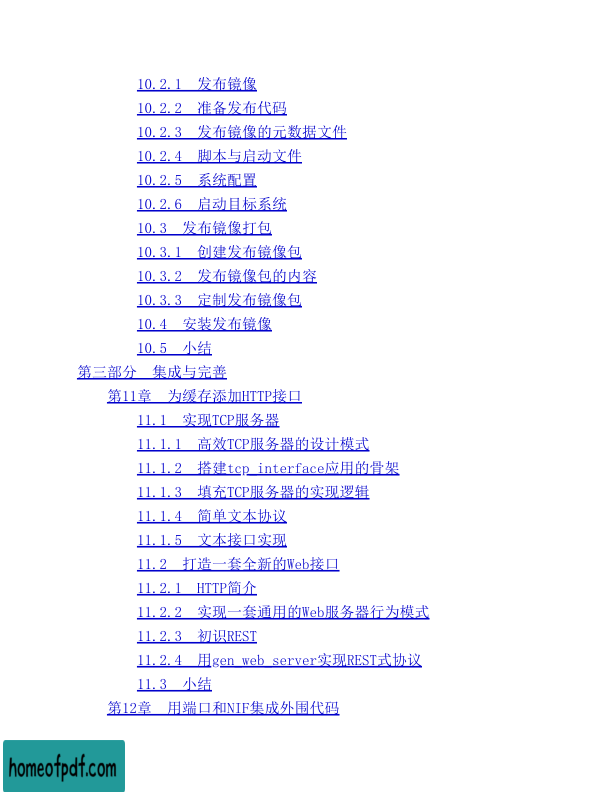 10.2.1 发布镜像
10.2.2 准备发布代码
10.2.3 发布镜像的元数据文件
10.2.4 脚本与启动文件
10.2.5 系统配置
10.2.6 启动目标系统
10.3 发布镜像打包
10.3.1 创建发布镜像包
10.3.2 发布镜像包的内容
10.3.3 定制发布镜像包
10.4 安装发布镜像
10.5 小结
第三部分 集成与完善
第11章 为缓存添加HTTP接口
11.1 实现TCP服务器
11.1.1 高效TCP服务器的设计模式
11.1.2 搭建tcp_interface应用的骨架
11.1.3 填充TCP服务器的实现逻辑
11.1.4 简单文本协议
11.1.5 文本接口实现
11.2 打造一套全新的Web接口
11.2.1 HTTP简介
11.2.2 实现一套通用的Web服务器行为模式
11.2.3 初识REST
11.2.4 用gen_web_server实现REST式协议
11.3 小结
第12章 用端口和NIF集成外围代码
homeofpdf.com